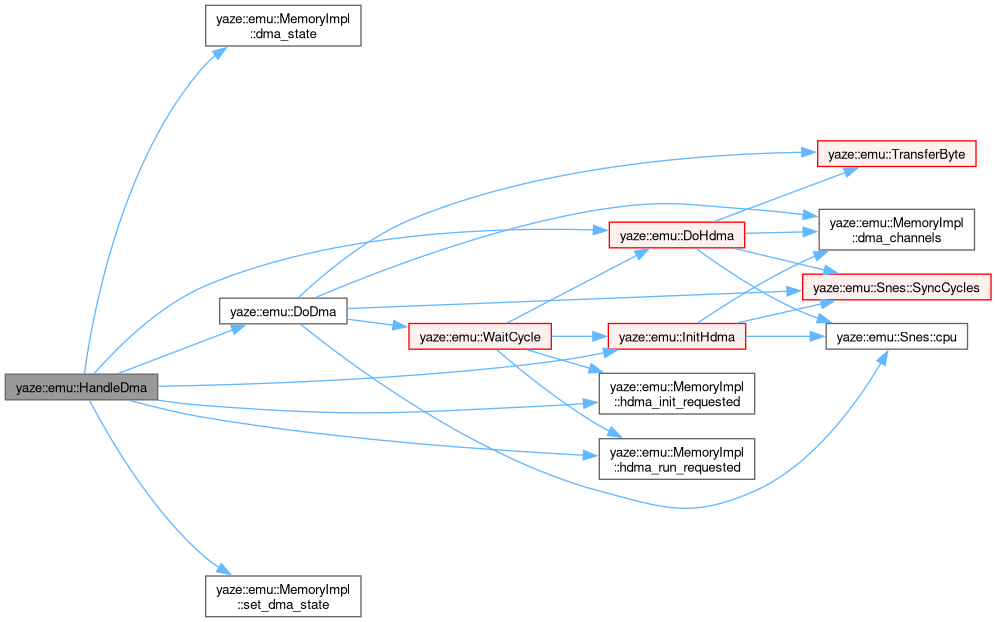 yaze::emu::MemoryImpl
::dma_state
yaze::emu::TransferByte
yaze::emu::MemoryImpl
::dma_channels
yaze::emu::DoHdma
yaze::emu::Snes::SyncCycles
yaze::emu::DoDma
yaze::emu::WaitCycle
yaze::emu::InitHdma
yaze::emu::Snes::cpu
yaze::emu::HandleDma
yaze::emu::MemoryImpl
::hdma_init_requested
yaze::emu::MemoryImpl
::hdma_run_requested
yaze::emu::MemoryImpl
::set_dma_state